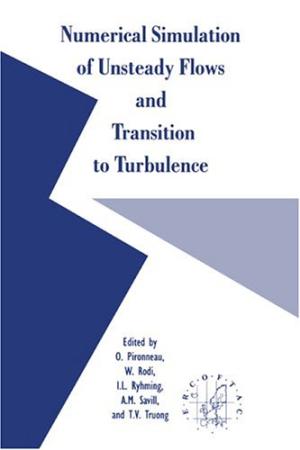 Numerical Simulation
of Unsteady Flows
and
Transition
to Turbulence
Edited by
O. Pironneau,
W. Rodi,
I.L. Ryhming,
A.M. Savill,
and T.V. Truong
E R C O F T A C